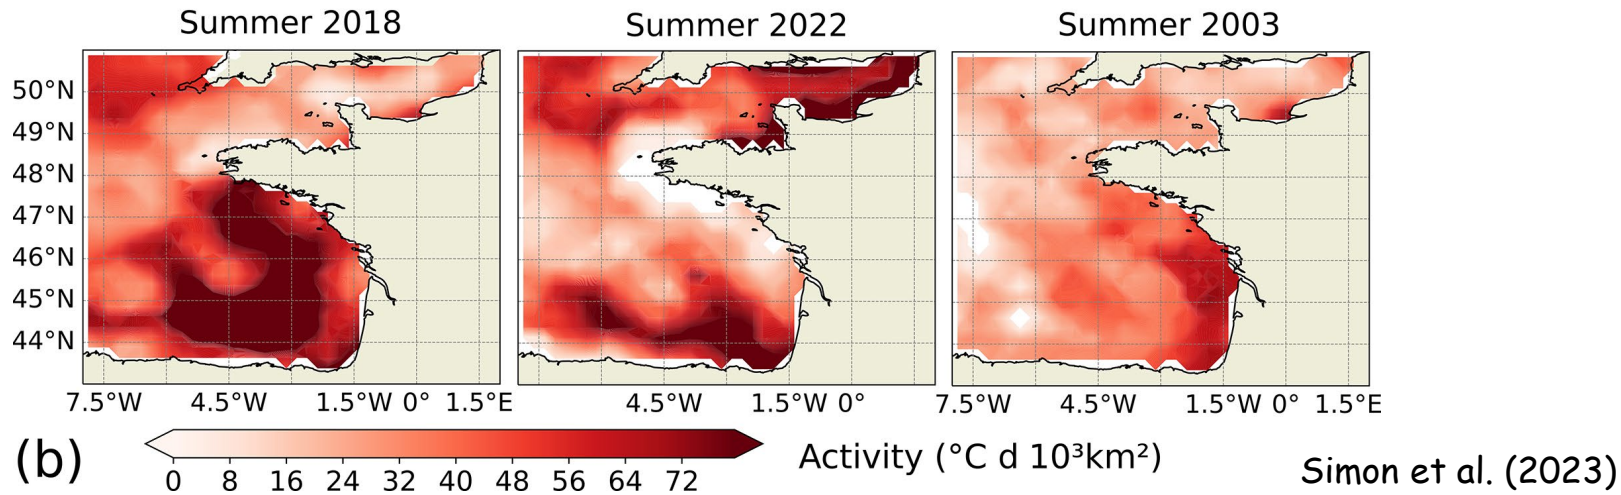 Summer 2018 Summer 2022 Summer 2003
50°N
49°N
48°N
47°N
46°N
45°N
44°N
7.5°W 4.5°W 1.5°W 0° 1.5°E 4.5°W 1.5°W 0° 7.5°W 4.5°W 1.5°W 0° 1.5°E
(b) Activity (°C d 10³km²) Simon et al. (2023)
0 8 16 24 32 40 48 56 64 72